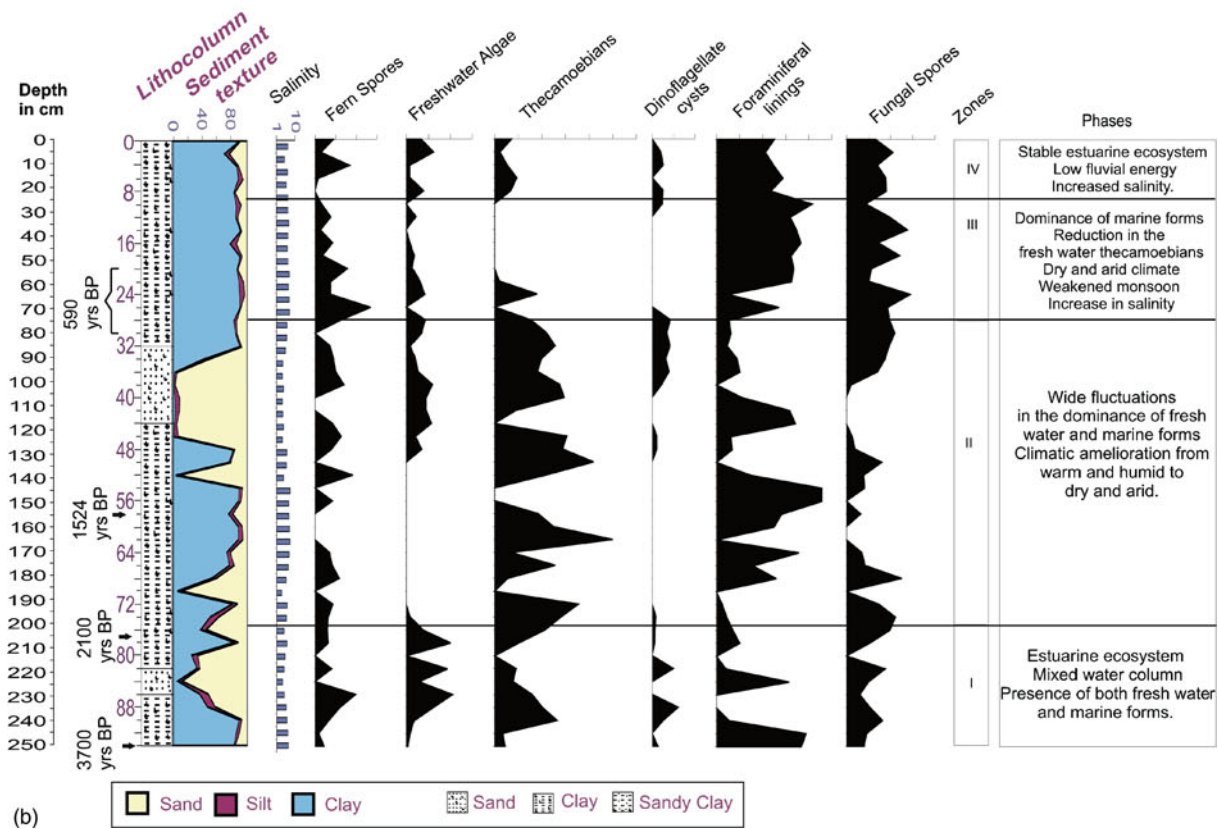 Lithocolumn
Sediment
texture
Salinity
Fern Spores
Freshwater Algae
Thecamoebians
Dinoflagellate
cysts
Foraminiferal
linings
Fungal Spores
Zones
Phases
Depth
in cm
0 40 80
1 10
0
10
20
30
40
50
60
70
80
90
100
110
120
130
140
150
160
170
180
190
200
210
220
230
240
250
590
yrs BP
1524
yrs BP
2100
yrs BP
3700
yrs BP
0
8
16
24
32
40
48
56
64
72
80
88
IV
III
II
I
Stable estuarine ecosystem
Low fluvial energy
Increased salinity.
Dominance of marine forms
Reduction in the
fresh water thecamoebians
Dry and arid climate
Weakened monsoon
Increase in salinity
Wide fluctuations
in the dominance of fresh
water and marine forms
Climatic amelioration from
warm and humid to
dry and arid.
Estuarine ecosystem
Mixed water column
Presence of both fresh water
and marine forms.
Sand Silt Clay Sand Clay Sandy Clay
(b)